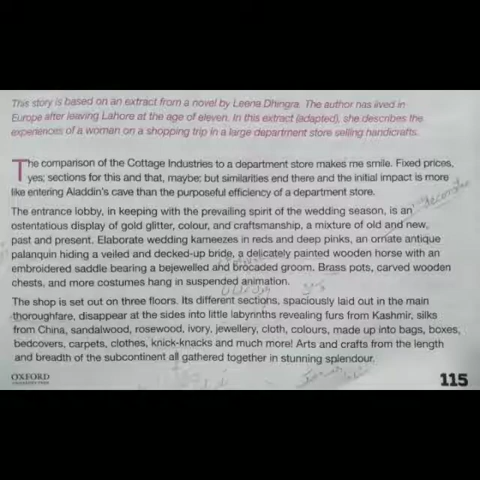 This story is based on an extract from a novel by Leena Dhingra. The author has lived in
Europe after leaving Lahore at the age of eleven. In this extract (adapted), she describes the
experiences of a woman on a shopping trip in a large department store selling handicrafts.
The comparison of the Cottage Industries to a department store makes me smile. Fixed prices,
yes; sections for this and that, maybe; but similarities end there and the initial impact is more
like entering Aladdin's cave than the purposeful efficiency of a department store.
The entrance lobby, in keeping with the prevailing spirit of the wedding season, is an
ostentatious display of gold glitter, colour, and craftsmanship, a mixture of old and new,
past and present. Elaborate wedding kameezes in reds and deep pinks, an ornate antique
palanquin hiding a veiled and decked-up bride, a delicately painted wooden horse with an
embroidered saddle bearing a bejewelled and brocaded groom. Brass pots, carved wooden
chests, and more costumes hang in suspended animation.
The shop is set out on three floors. Its different sections, spaciously laid out in the main
thoroughfare, disappear at the sides into little labyrinths revealing furs from Kashmir, silks
from China, sandalwood, rosewood, ivory, jewellery, cloth, colours, made up into bags, boxes,
bedcovers, carpets, clothes, knick-knacks and much more! Arts and crafts from the length
and breadth of the subcontinent all gathered together in stunning splendour.
OXFORD
115